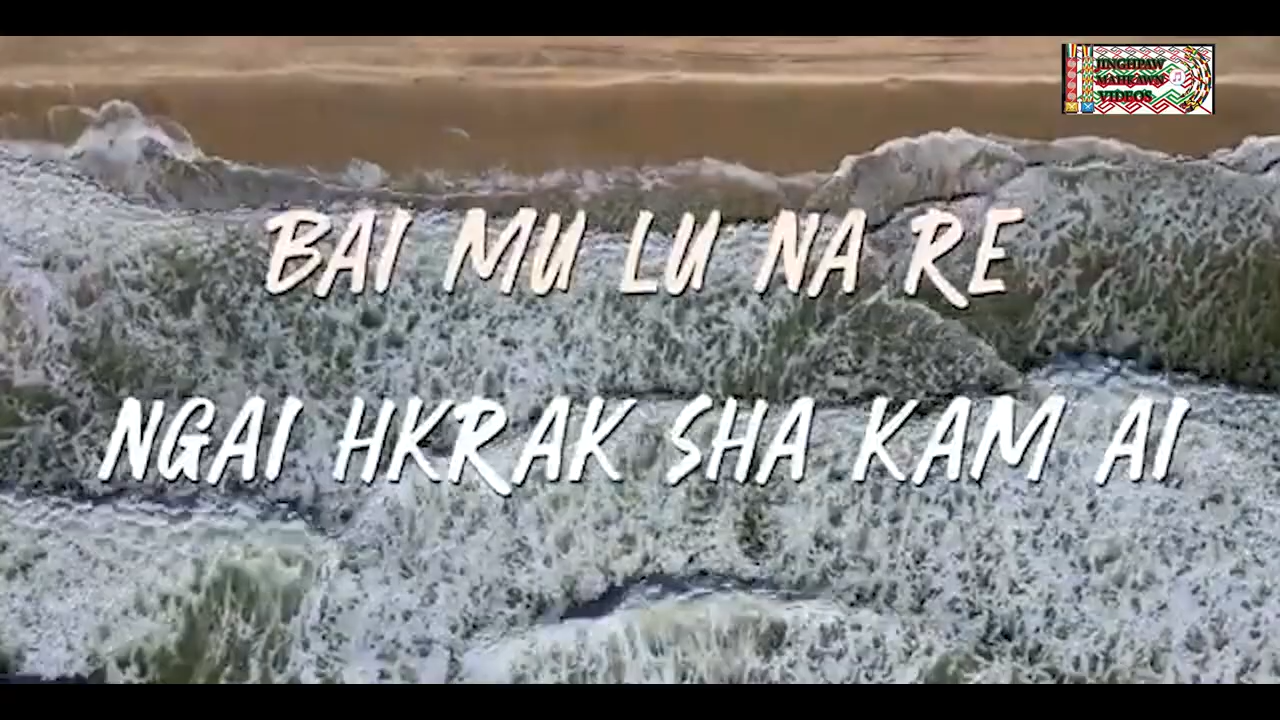 JINGHPAW
MAHKAWN
VIDEOS
BAI MU LU NA RE
NGAI HKRAK SHA KAM AI